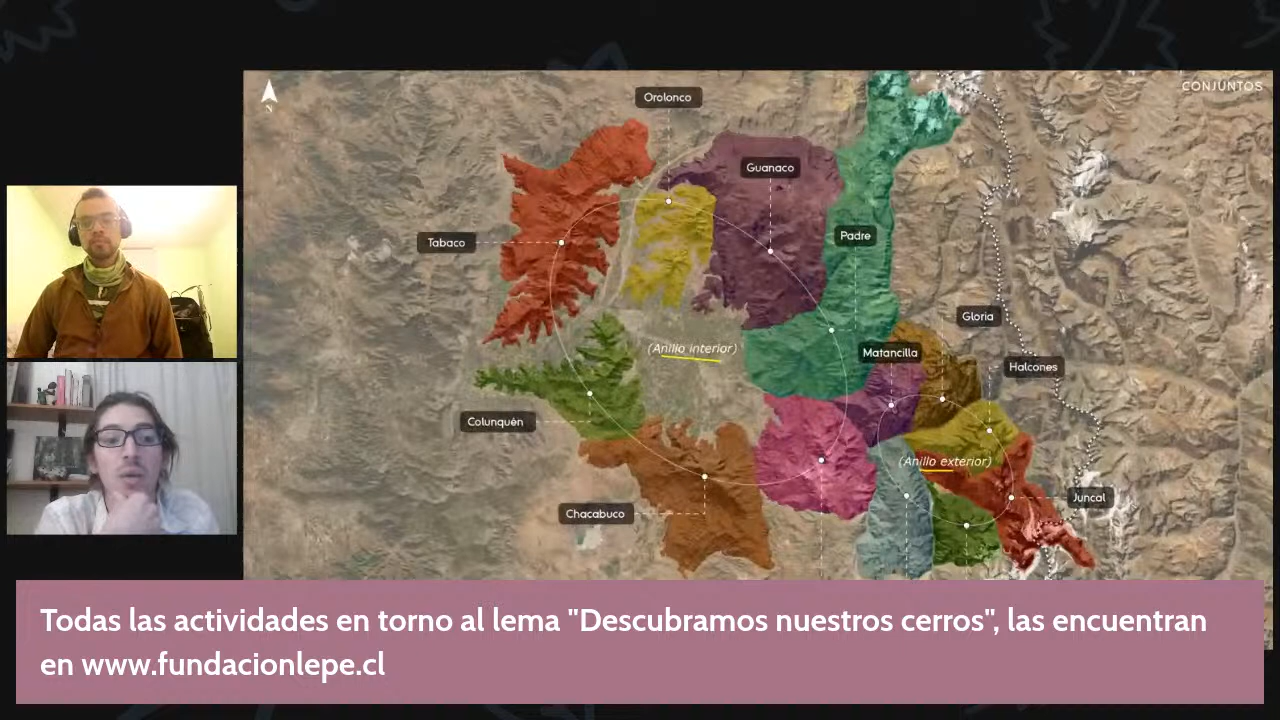 CONJUNTOS
N
Orolonco
Guanaco
Tabaco
Padre
Gloria
(Anillo interior)
Matancilla
Halcones
Colunquén
(Anillo exterior)
Juncal
Chacabuco
Todas las actividades en torno al lema "Descubramos nuestros cerros", las encuentran
en www.fundacionlepe.cl